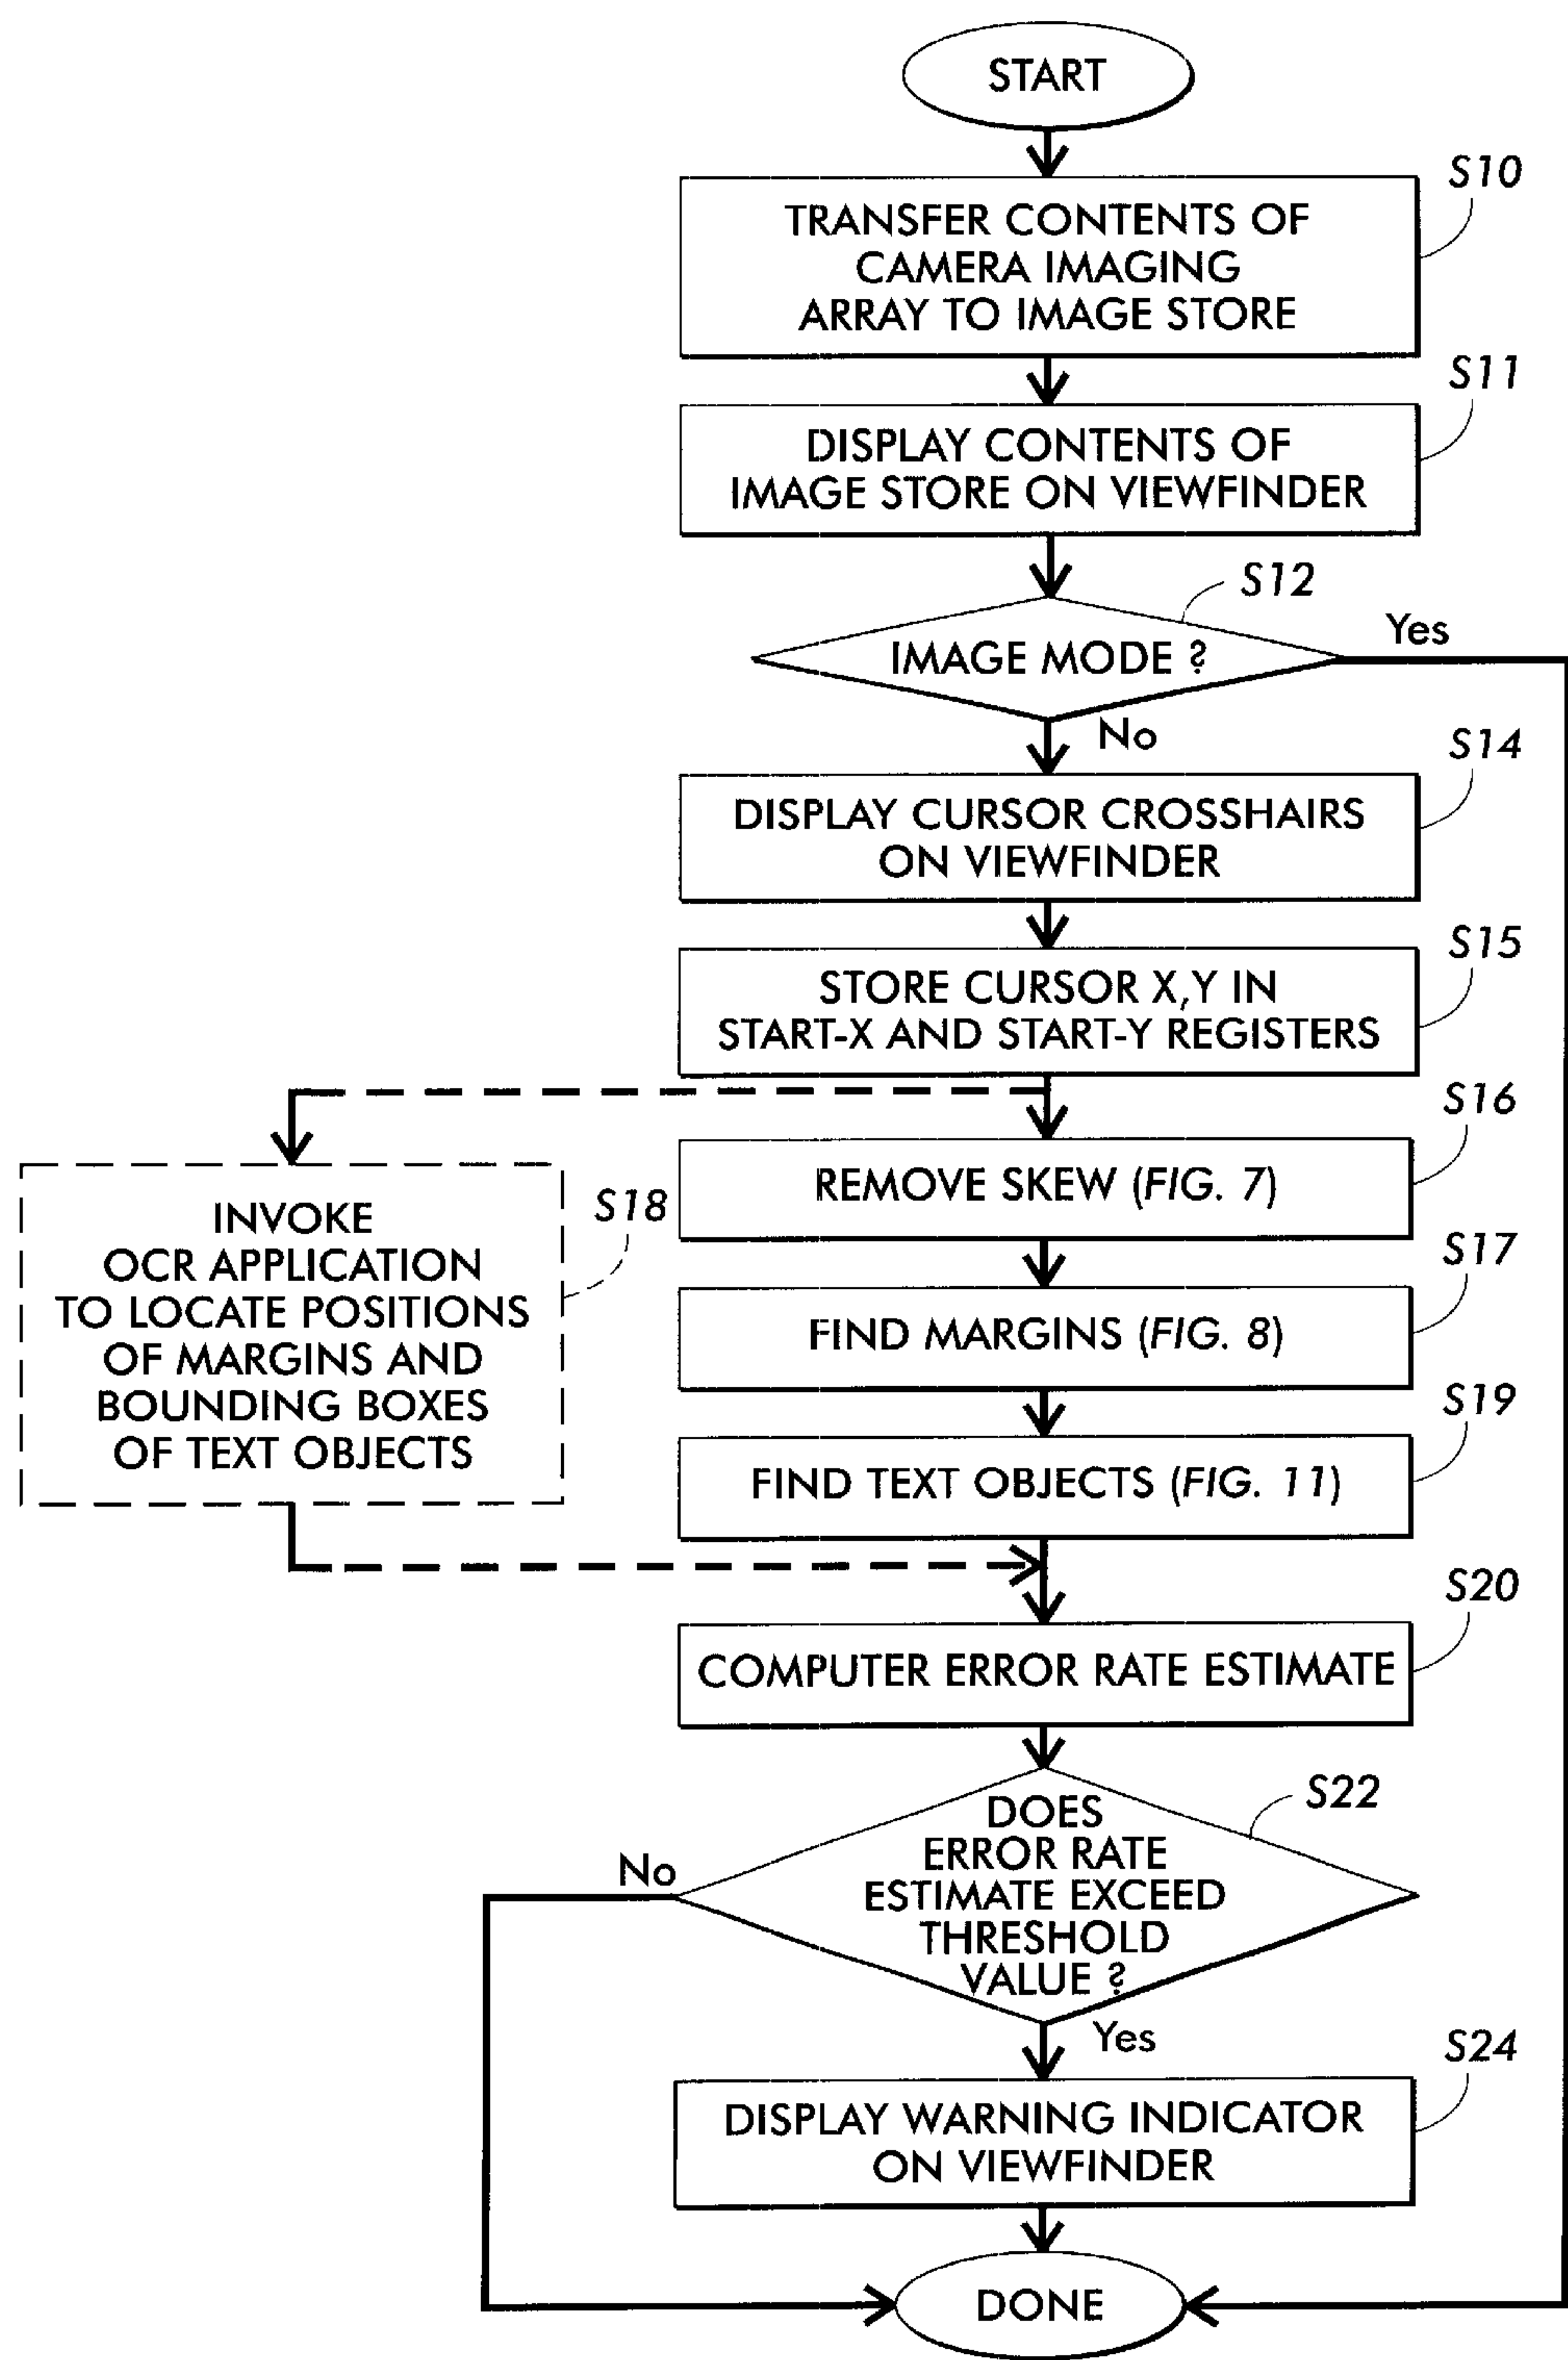 START
S10
TRANSFER CONTENTS OF
CAMERA IMAGING
ARRAY TO IMAGE STORE
S11
DISPLAY CONTENTS OF
IMAGE STORE ON VIEWFINDER
S12
IMAGE MODE ?
Yes
No
S14
DISPLAY CURSOR CROSSHAIRS
ON VIEWFINDER
S15
STORE CURSOR X,Y IN
START-X AND START-Y REGISTERS
S16
REMOVE SKEW (FIG. 7)
S18
INVOKE
OCR APPLICATION
TO LOCATE POSITIONS
OF MARGINS AND
BOUNDING BOXES
OF TEXT OBJECTS
S17
FIND MARGINS (FIG. 8)
S19
FIND TEXT OBJECTS (FIG. 11)
S20
COMPUTER ERROR RATE ESTIMATE
S22
DOES
ERROR RATE
ESTIMATE EXCEED
THRESHOLD
VALUE ?
No
Yes
S24
DISPLAY WARNING INDICATOR
ON VIEWFINDER
DONE